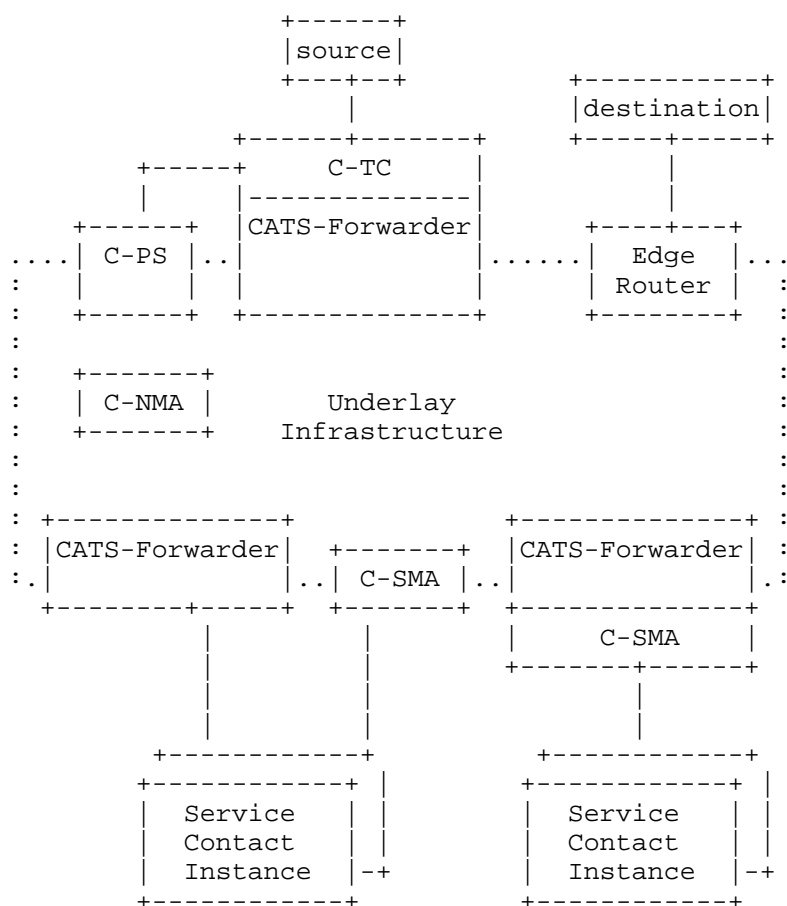 source
destination
C-TC
CATS-Forwarder
C-PS
Edge
Router
C-NMA
Underlay
Infrastructure
CATS-Forwarder
CATS-Forwarder
C-SMA
C-SMA
Service
Contact
Instance
Service
Contact
Instance